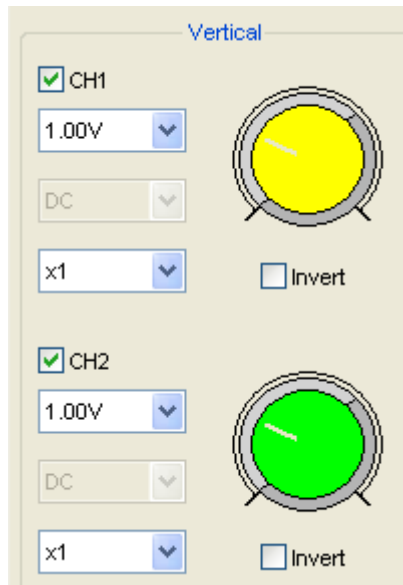 Vertical
CH1
1.00V
DC
x1
Invert
CH2
1.00V
DC
x1
Invert